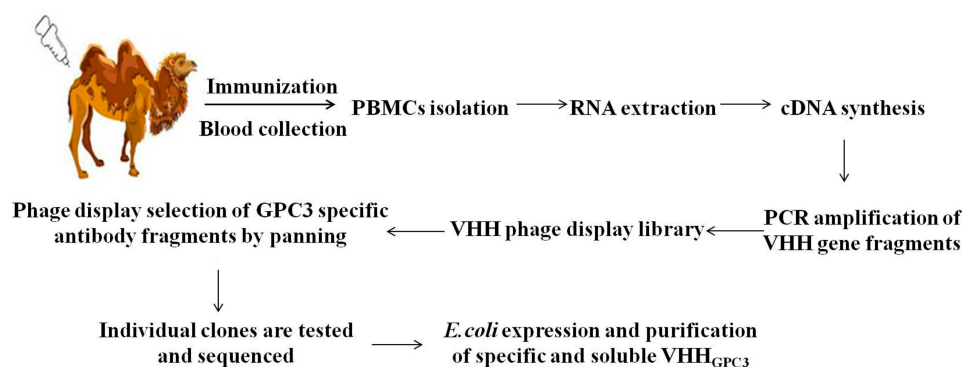 Immunization
Blood collection
PBMCs isolation
RNA extraction
cDNA synthesis
PCR amplification of
VHH gene fragments
VHH phage display library
Phage display selection of GPC3 specific
antibody fragments by panning
Individual clones are tested
and sequenced
E.coli expression and purification
of specific and soluble VHHGPC3